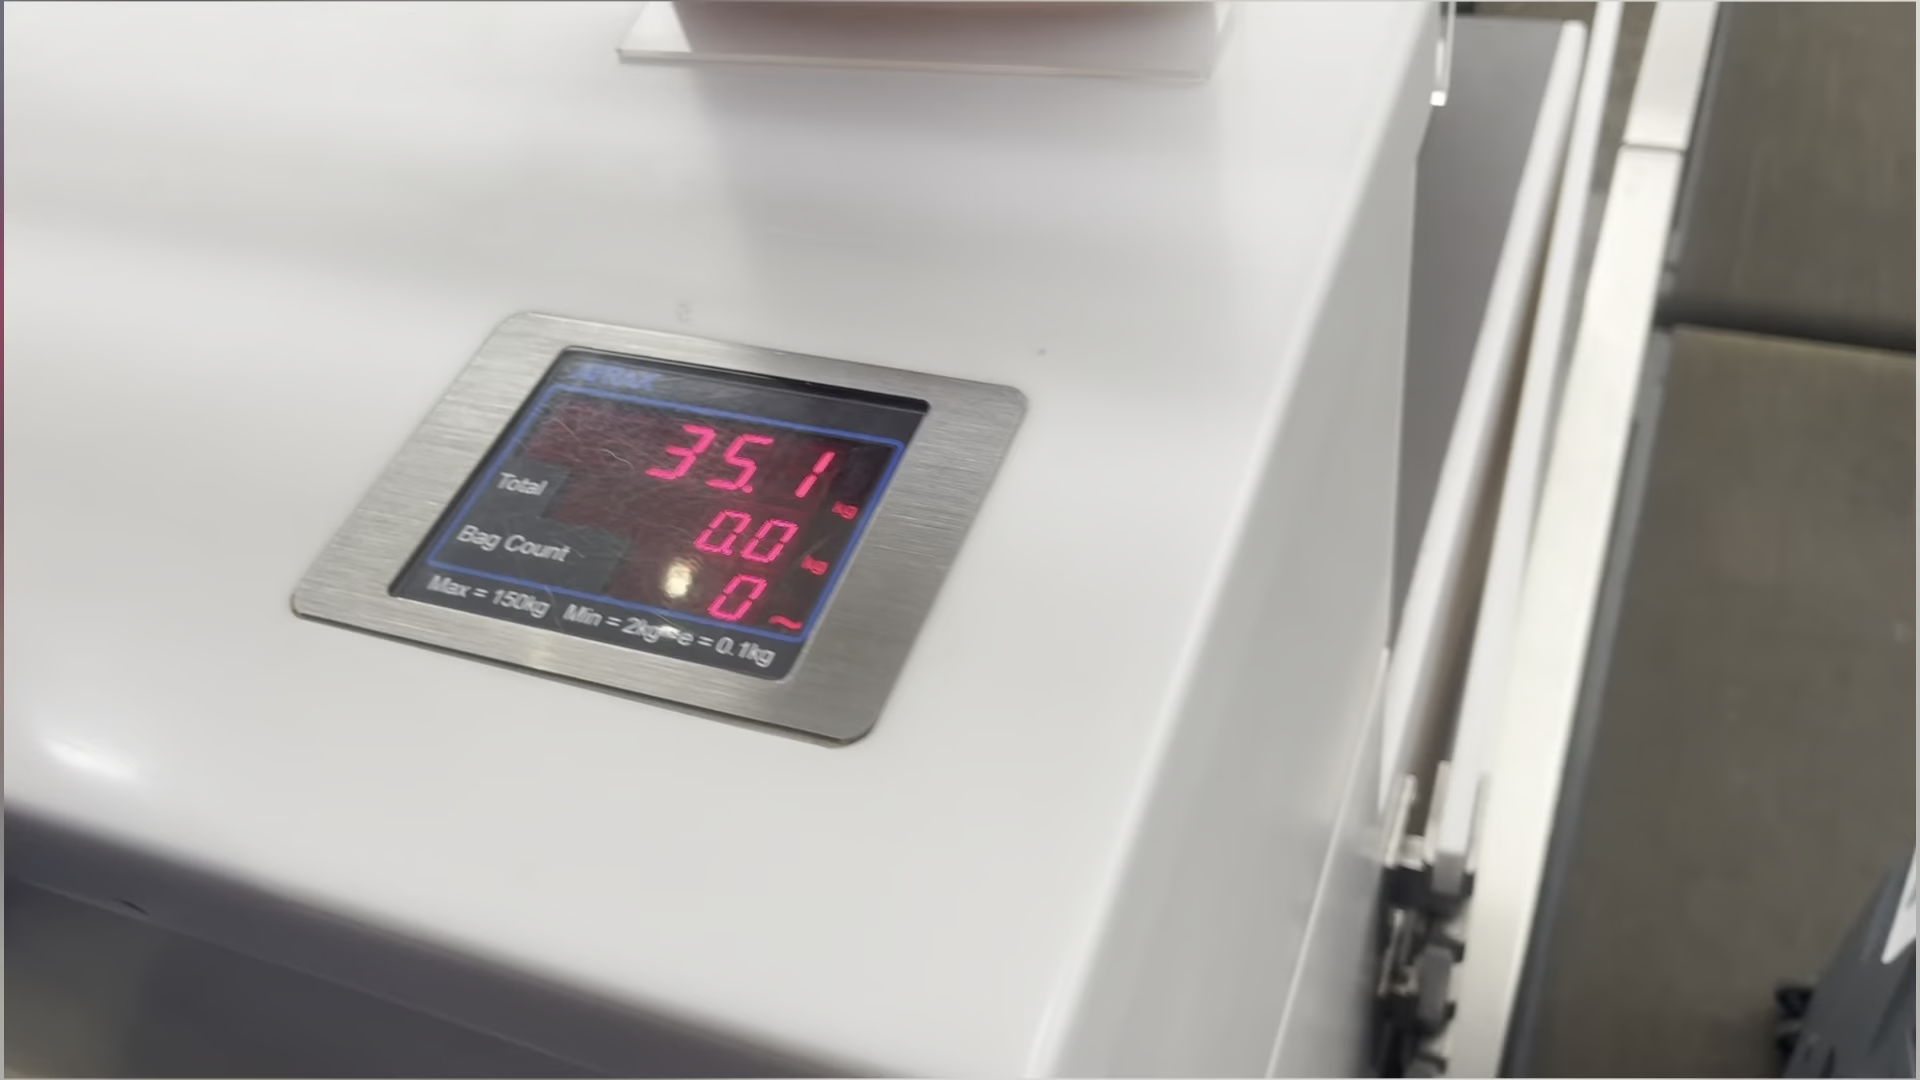 35.1 kg
Total 0.0 kg
Bag Count 0
Max = 150kg Min = 2kg e = 0.1kg